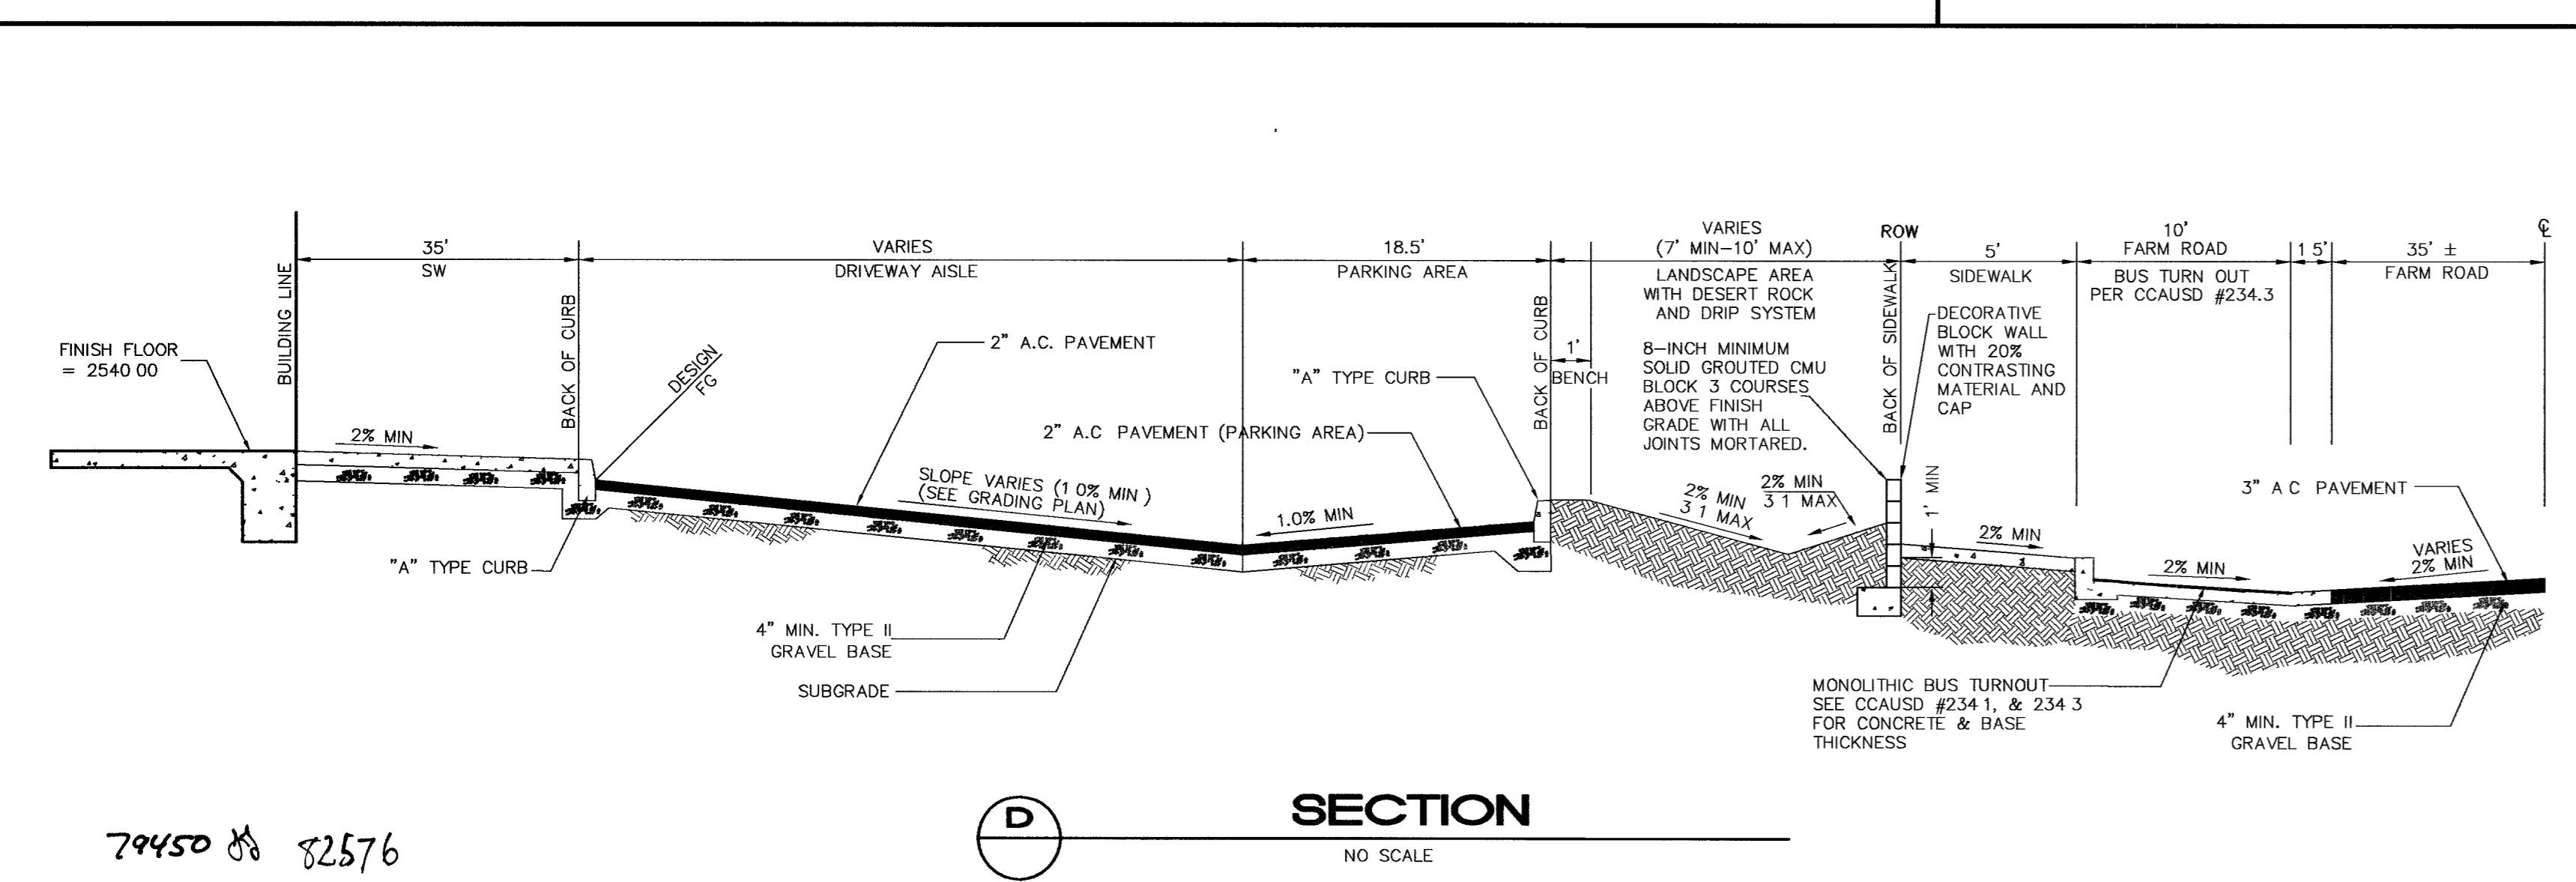 VARIES
10'
35'
VARIES
18.5'
(7' MIN-10' MAX)
ROW
5'
FARM ROAD
1 5'
35' ±
SW
DRIVEWAY AISLE
PARKING AREA
LANDSCAPE AREA
WITH DESERT ROCK
AND DRIP SYSTEM
SIDEWALK
BUS TURN OUT
PER CCAUSD #234.3
FARM ROAD
BUILDING LINE
BACK OF CURB
BACK OF CURB
BACK OF SIDEWALK
FINISH FLOOR
= 2540 00
DESIGN
FG
2" A.C. PAVEMENT
"A" TYPE CURB
1'
BENCH
8-INCH MINIMUM
SOLID GROUTED CMU
BLOCK 3 COURSES
ABOVE FINISH
GRADE WITH ALL
JOINTS MORTARED.
DECORATIVE
BLOCK WALL
WITH 20%
CONTRASTING
MATERIAL AND
CAP
2" A.C PAVEMENT (PARKING AREA)
2% MIN
SLOPE VARIES (1 0% MIN )
(SEE GRADING PLAN)
1.0% MIN
2% MIN
3 1 MAX
2% MIN
3 1 MAX
1' MIN
2% MIN
2% MIN
3" A C PAVEMENT
VARIES
2% MIN
"A" TYPE CURB
4" MIN. TYPE II
GRAVEL BASE
SUBGRADE
MONOLITHIC BUS TURNOUT
SEE CCAUSD #234 1, & 234 3
FOR CONCRETE & BASE
THICKNESS
4" MIN. TYPE II
GRAVEL BASE
D
SECTION
NO SCALE
79450 82576